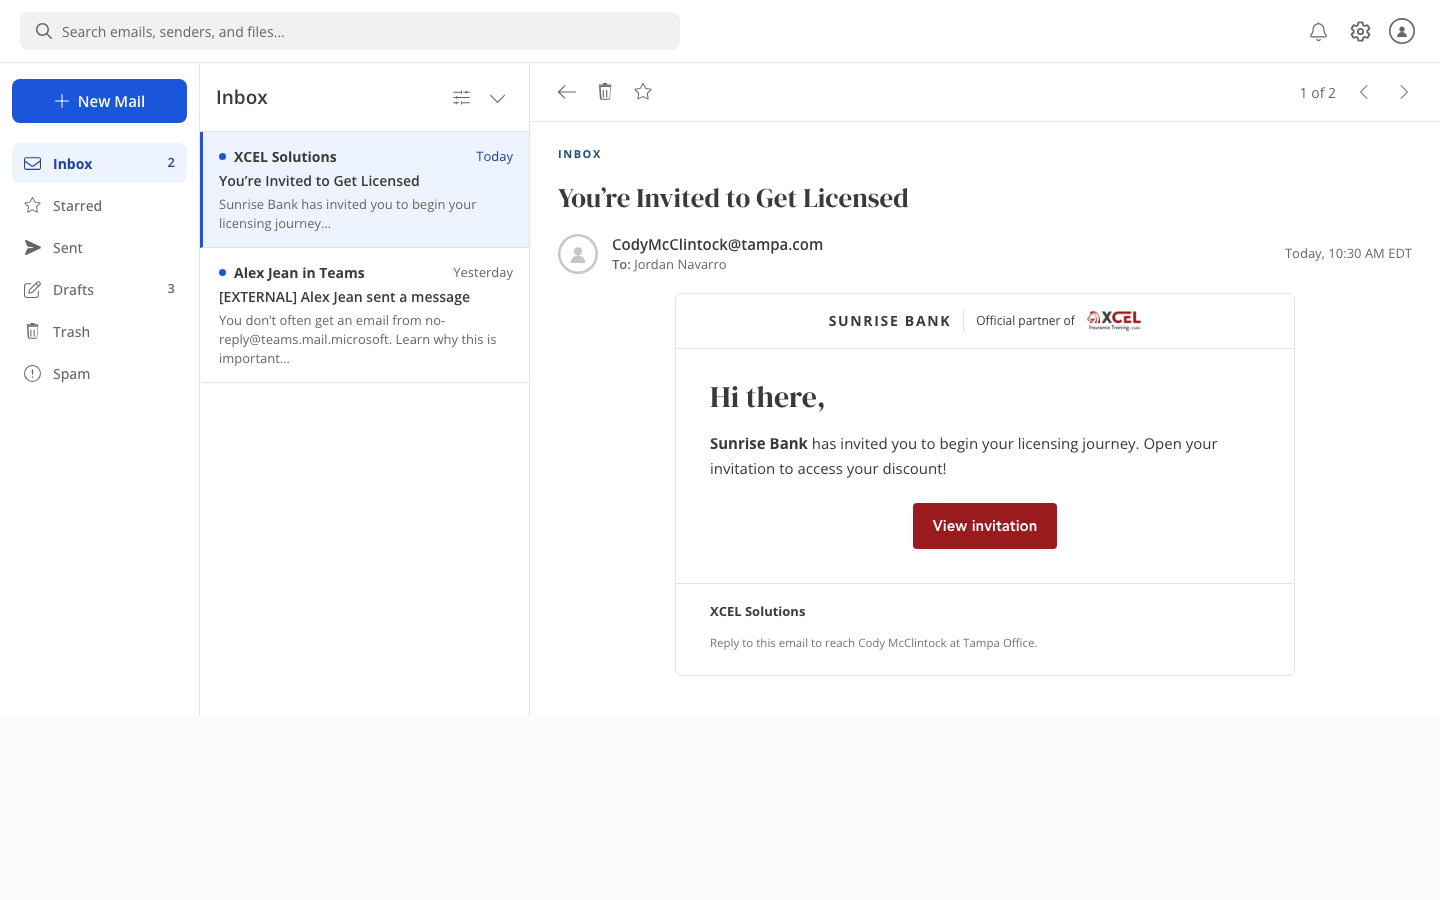 Search emails, senders, and files...
New Mail
Inbox 2
Starred
Sent
Drafts 3
Trash
Spam
Inbox
XCEL Solutions Today
You’re Invited to Get Licensed
Sunrise Bank has invited you to begin your
licensing journey...
Alex Jean in Teams Yesterday
[EXTERNAL] Alex Jean sent a message
You don’t often get an email from no-
reply@teams.mail.microsoft. Learn why this is
important...
1 of 2
INBOX
You’re Invited to Get Licensed
CodyMcClintock@tampa.com
To: Jordan Navarro
Today, 10:30 AM EDT
SUNRISE BANK Official partner of XCEL
Insurance Training
Hi there,
Sunrise Bank has invited you to begin your licensing journey. Open your
invitation to access your discount!
View invitation
XCEL Solutions
Reply to this email to reach Cody McClintock at Tampa Office.